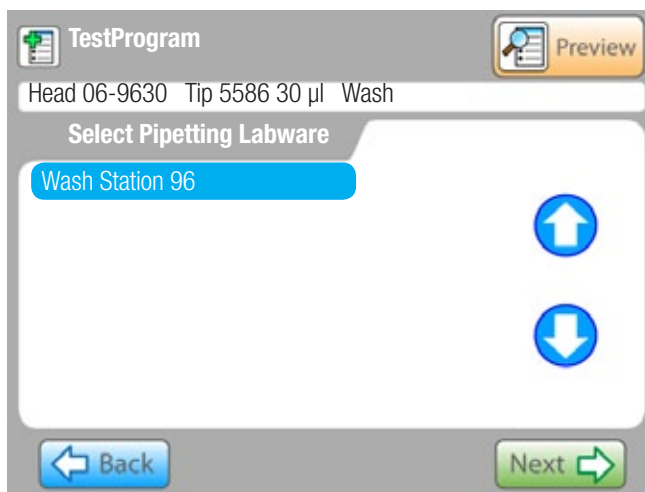 TestProgram
Preview
Head 06-9630 Tip 5586 30 µl Wash
Select Pipetting Labware
Wash Station 96
Back
Next